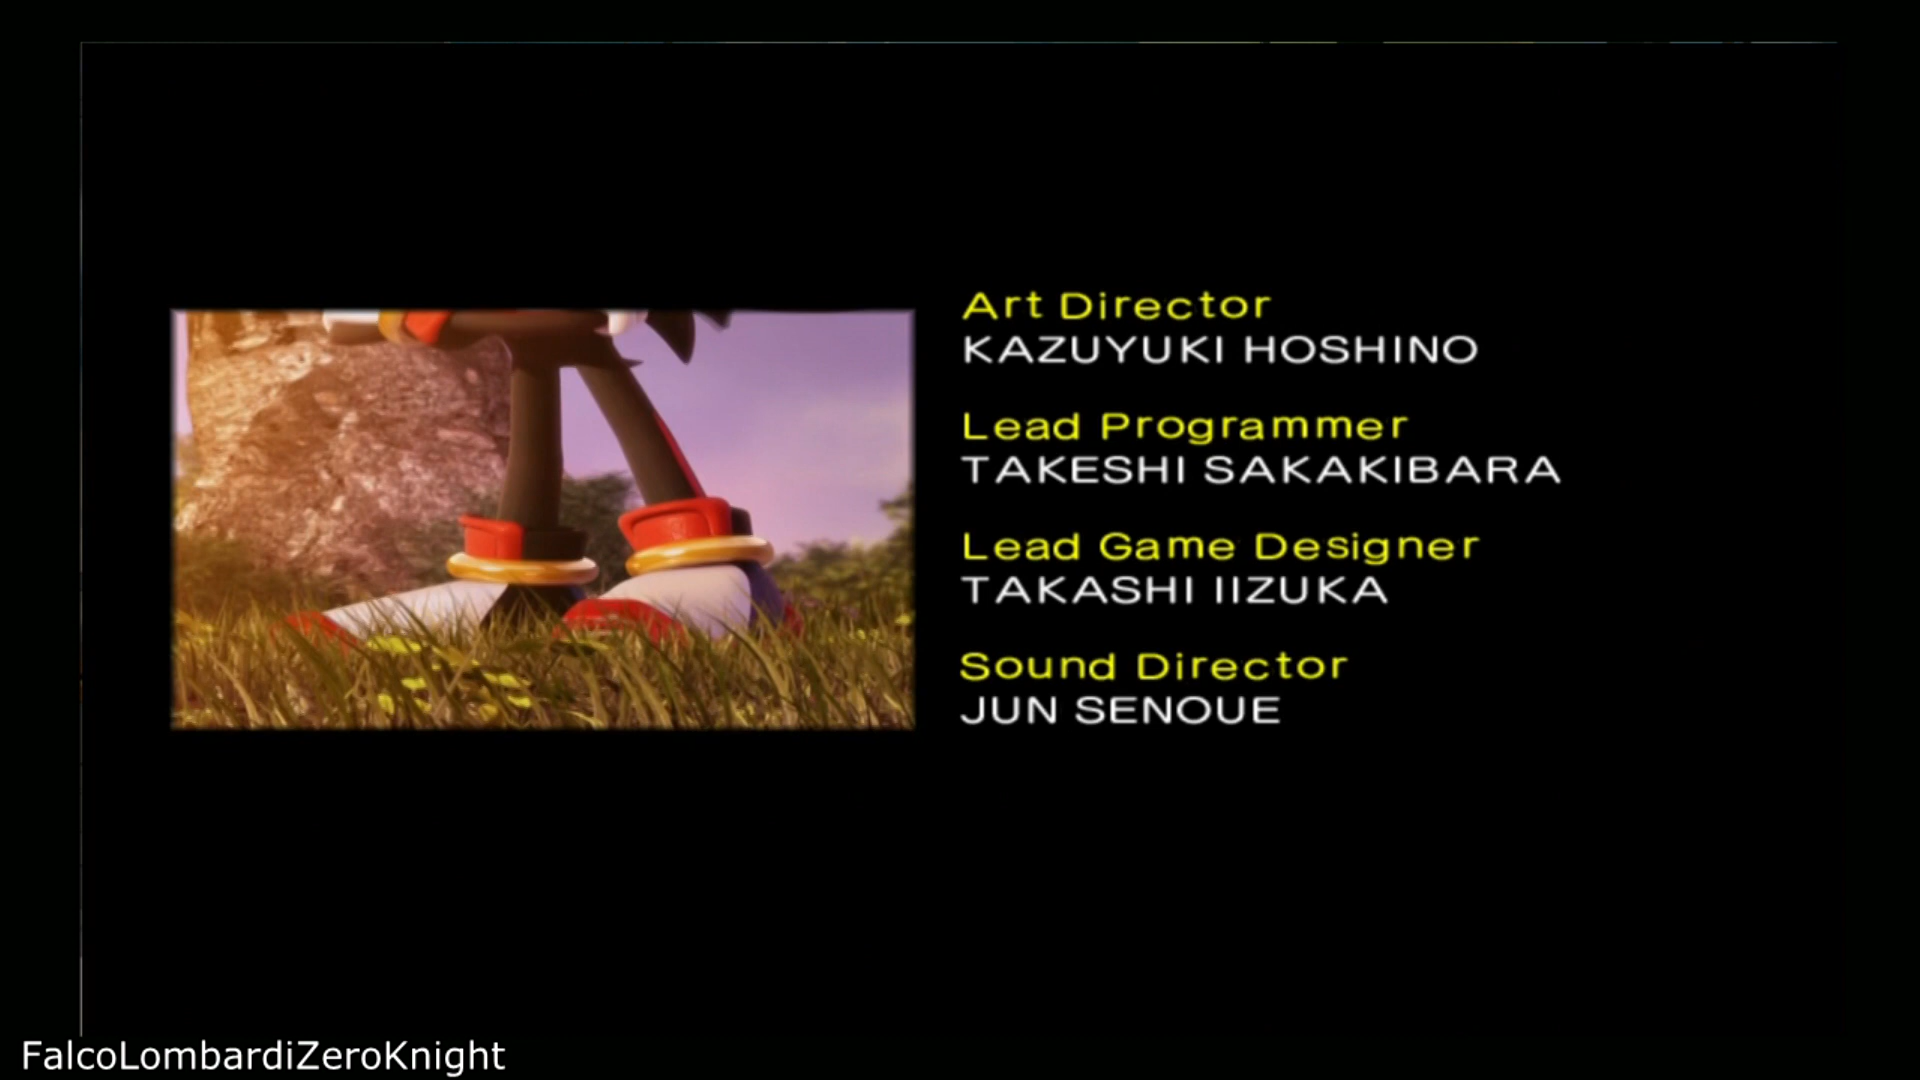 Art Director
KAZUYUKI HOSHINO
Lead Programmer
TAKESHI SAKAKIBARA
Lead Game Designer
TAKASHI IIZUKA
Sound Director
JUN SENOUE
FalcoLombardiZeroKnight